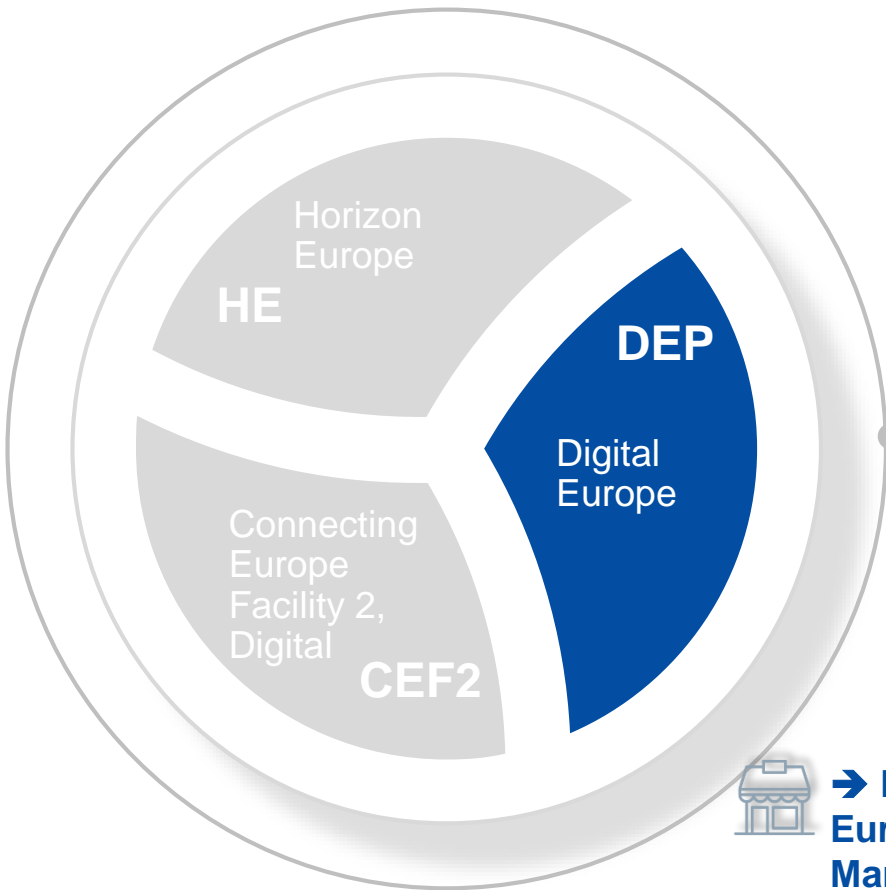 Horizon
Europe
HE
DEP
Digital
Europe
Connecting
Europe
Facility 2,
Digital
CEF2
➔